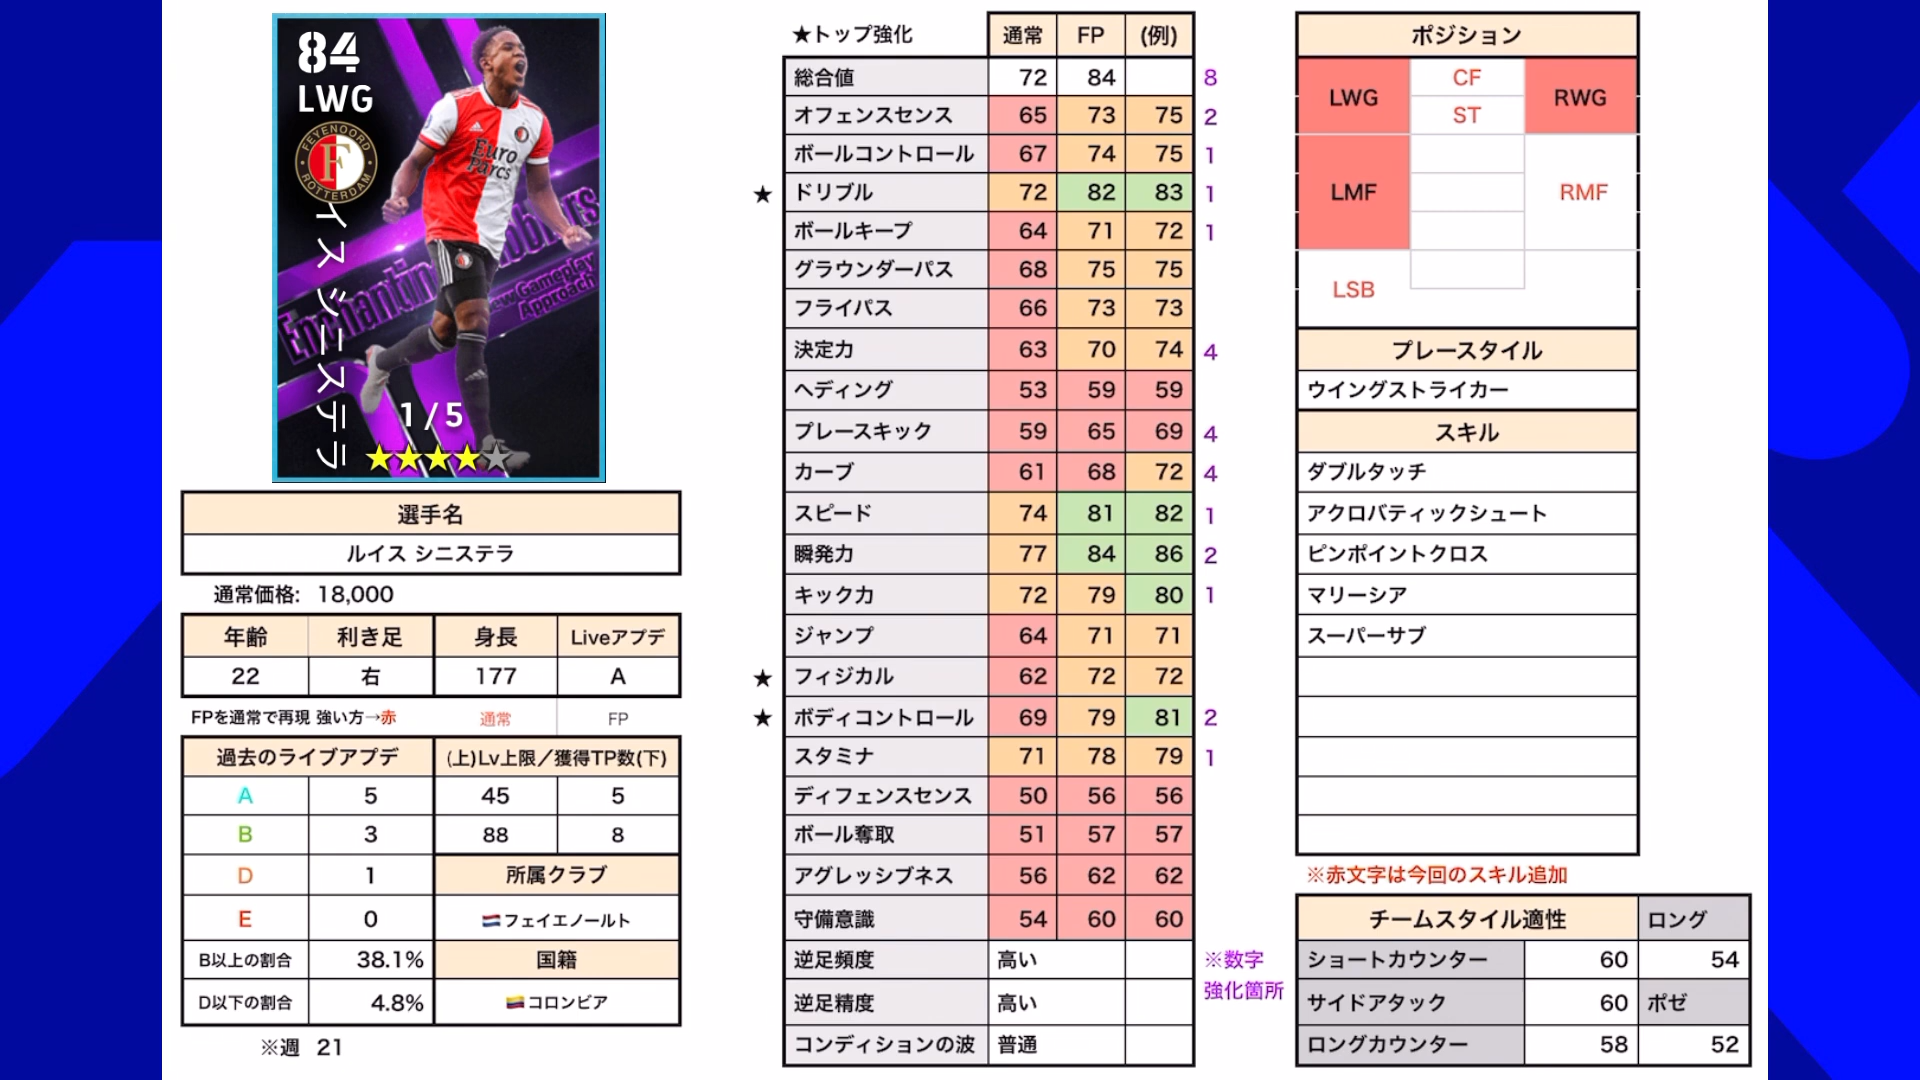 84
LWG
FEYENOORD
F
ROTTERDAM
Euro
Parcs
Enchanting
New Gameplay
Approach
イス シニステラ
1/5
選手名
ルイス シニステラ
通常価格: 18,000
年齢 利き足 身長 Liveアプデ
22 右 177 A
FPを通常で再現 強い方→赤 通常 FP
過去のライブアプデ (上)Lv上限／獲得TP数(下)
A 5 45 5
B 3 88 8
D 1 所属クラブ
E 0 フェイエノールト
B以上の割合 38.1% 国籍
D以下の割合 4.8% コロンビア
※週 21
★トップ強化 通常 FP (例)
総合値 72 84 8
オフェンスセンス 65 73 75 2
ボールコントロール 67 74 75 1
★ ドリブル 72 82 83 1
ボールキープ 64 71 72 1
グラウンダーパス 68 75 75
フライパス 66 73 73
決定力 63 70 74 4
ヘディング 53 59 59
プレースキック 59 65 69 4
カーブ 61 68 72 4
スピード 74 81 82 1
瞬発力 77 84 86 2
キック力 72 79 80 1
ジャンプ 64 71 71
★ フィジカル 62 72 72
★ ボディコントロール 69 79 81 2
スタミナ 71 78 79 1
ディフェンスセンス 50 56 56
ボール奪取 51 57 57
アグレッシブネス 56 62 62
守備意識 54 60 60
逆足頻度 高い
逆足精度 高い
コンディションの波 普通
※数字
強化箇所
ポジション
LWG CF RWG
ST
LMF RMF
LSB
プレースタイル
ウイングストライカー
スキル
ダブルタッチ
アクロバティックシュート
ピンポイントクロス
マリーシア
スーパーサブ
※赤文字は今回のスキル追加
チームスタイル適性 ロング
ショートカウンター 60 54
サイドアタック 60 ポゼ
ロングカウンター 58 52